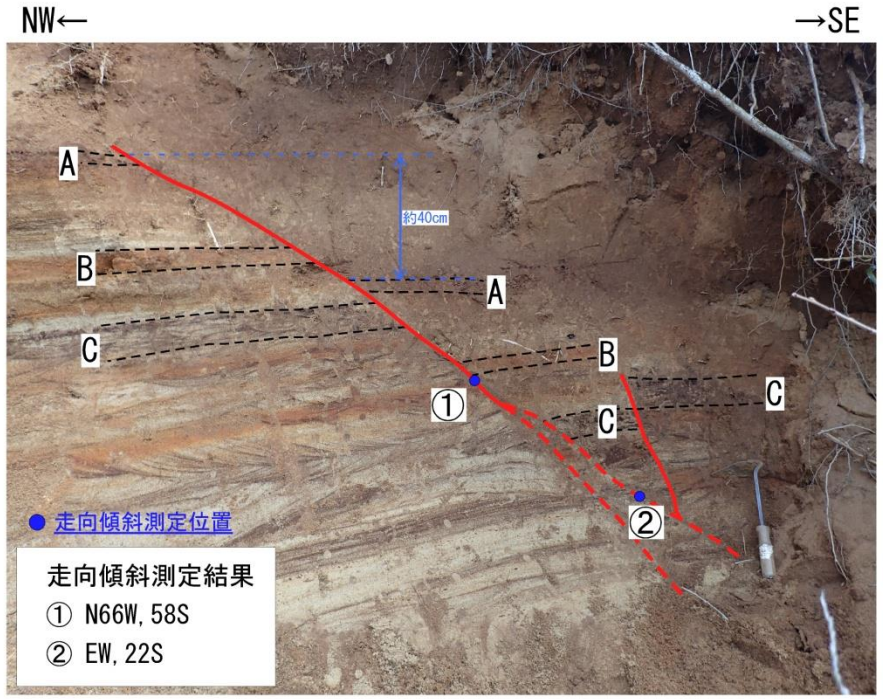 NW← →SE
A
約40cm
B
A
C
B
①
C
C
②
走向傾斜測定位置
走向傾斜測定結果
① N66W, 58S
② EW, 22S